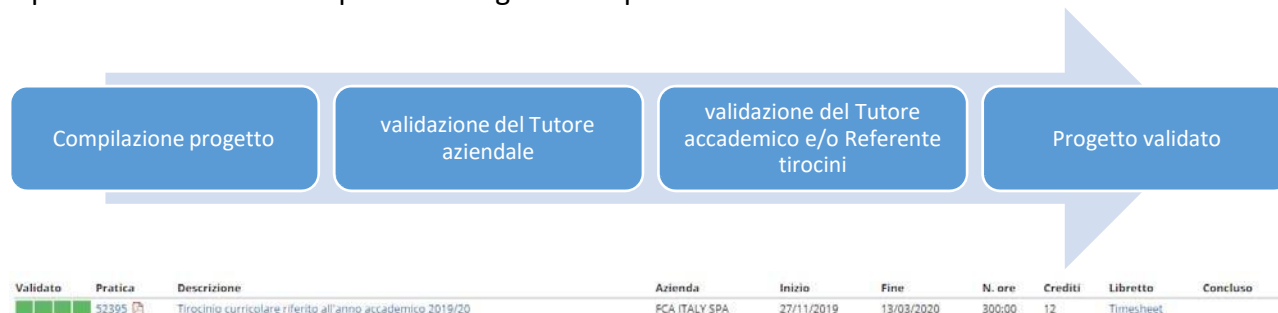 Compilazione progetto
validazione del Tutore
aziendale
validazione del Tutore
accademico e/o Referente
tirocini
Progetto validato
Validato Pratica Descrizione Azienda Inizio Fine N. ore Crediti Libretto Concluso
52395 Tirocinio curricolare riferito all'anno accademico 2019/20 FCA ITALY SPA 27/11/2019 13/03/2020 300:00 12 Timesheet